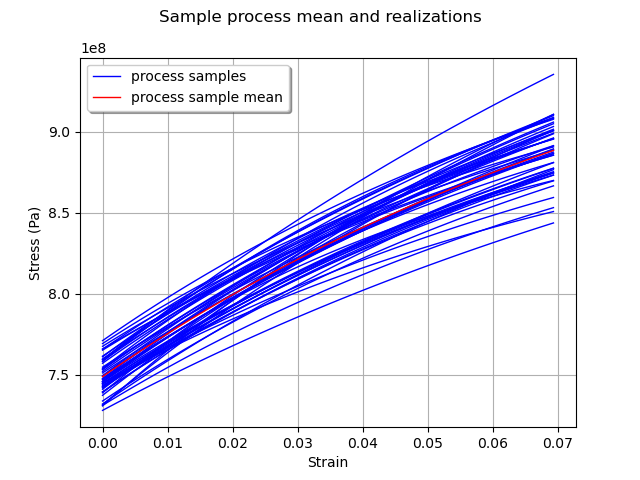 Sample process mean and realizations
1e8
process samples
process sample mean
9.0
8.5
8.0
7.5
Stress (Pa)
0.00 0.01 0.02 0.03 0.04 0.05 0.06 0.07
Strain